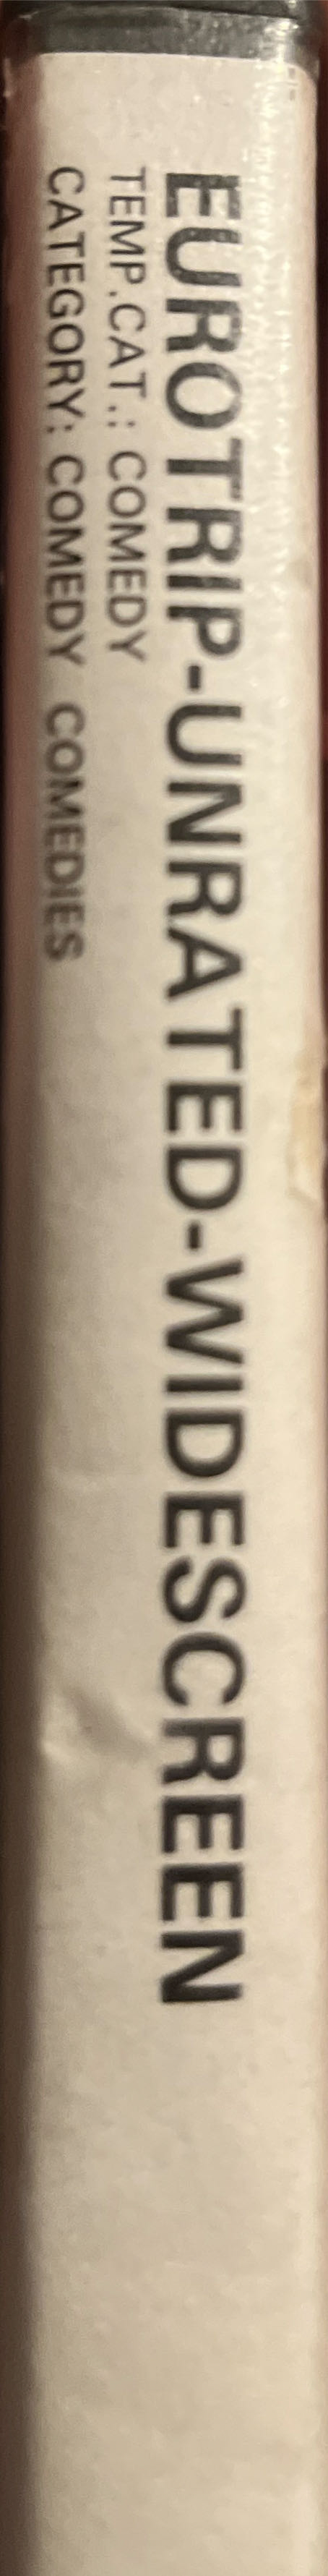 EUROTRIP-UNRATED-WIDESCREEN
TEMP.CAT.: COMEDY
CATEGORY: COMEDY COMEDIES